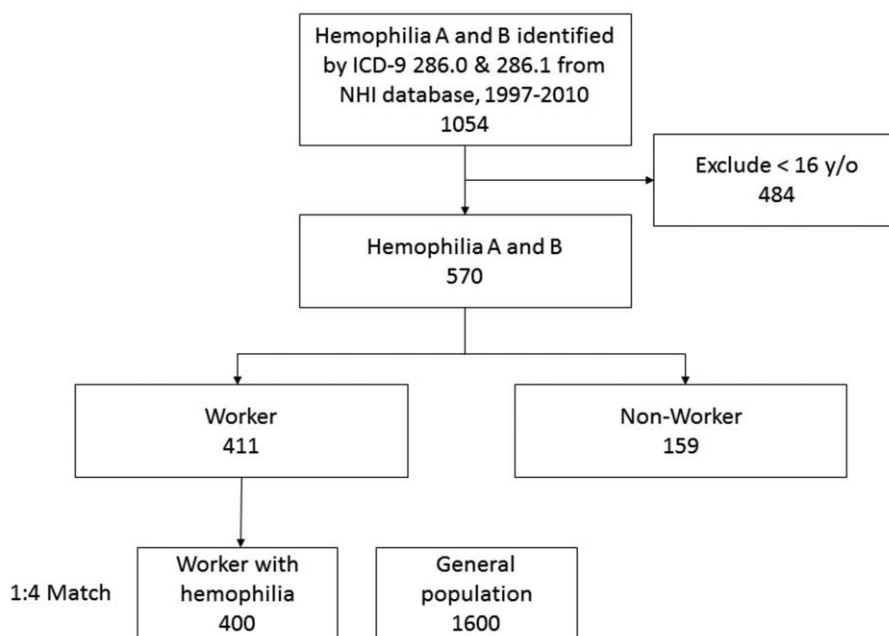 Hemophilia A and B identified
by ICD-9 286.0 & 286.1 from
NHI database, 1997-2010
1054
Exclude < 16 y/o
484
Hemophilia A and B
570
Worker
411
Non-Worker
159
1:4 Match
Worker with
hemophilia
400
General
population
1600